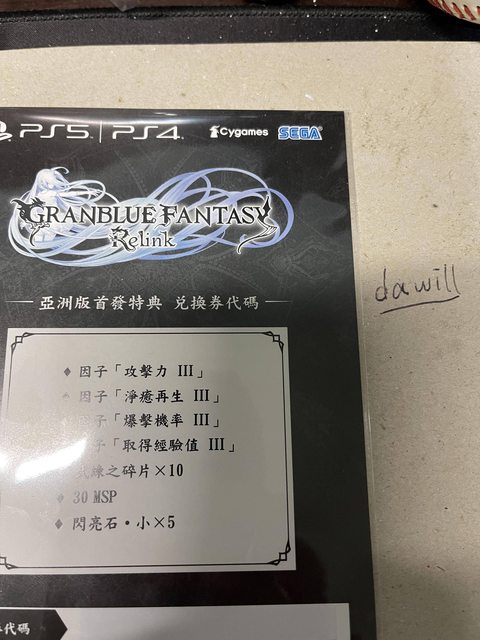 PS5 | PS4 Cygames SEGA
GRANBLUE FANTASY
Relink
亞洲版首發特典 兌換券代碼
dawill
♦ 因子「攻擊力 III」
♦ 因子「淨癒再生 III」
因子「爆擊機率 III」
子「取得經驗值 III」
試練之碎片×10
♦ 30 MSP
♦ 閃亮石・小×5
代碼